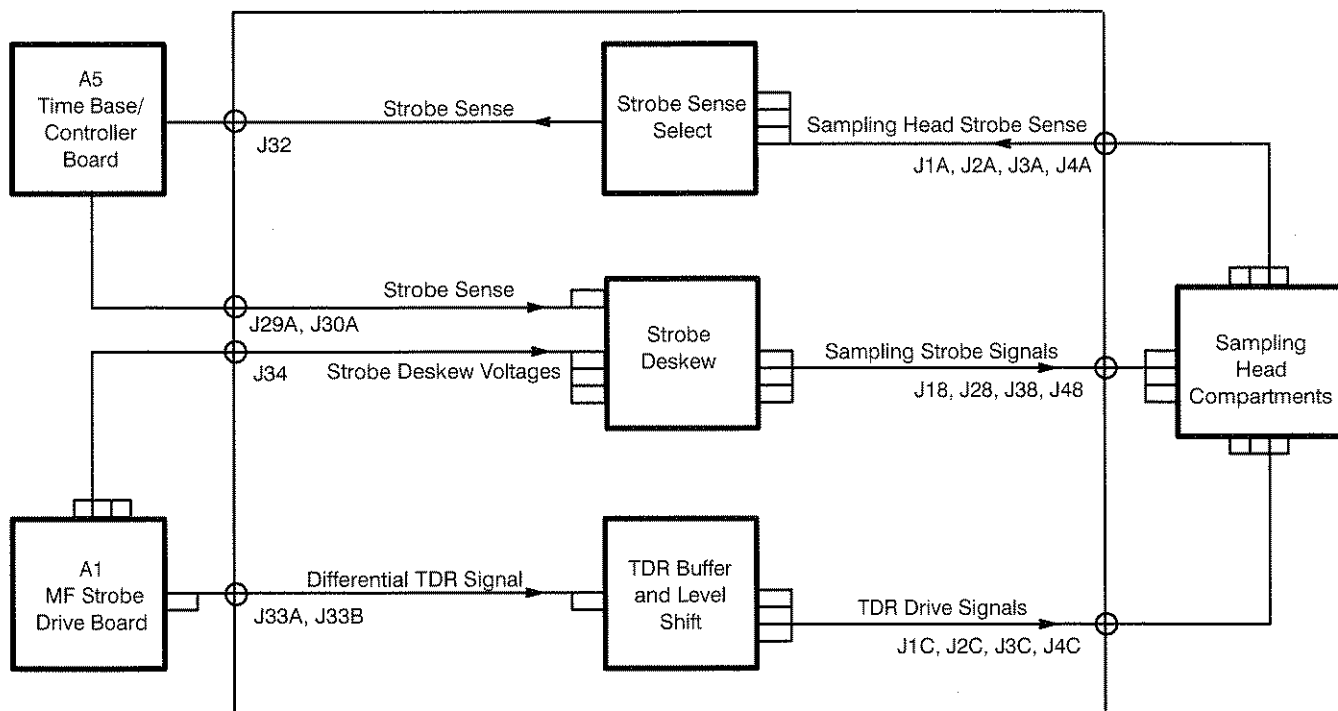 A5
Time Base/
Controller
Board
Strobe Sense
J32
Strobe Sense
Select
Sampling Head Strobe Sense
J1A, J2A, J3A, J4A
Strobe Sense
J29A, J30A
J34
Strobe Deskew Voltages
Strobe
Deskew
Sampling Strobe Signals
J18, J28, J38, J48
Sampling
Head
Compartments
A1
MF Strobe
Drive Board
Differential TDR Signal
J33A, J33B
TDR Buffer
and Level
Shift
TDR Drive Signals
J1C, J2C, J3C, J4C